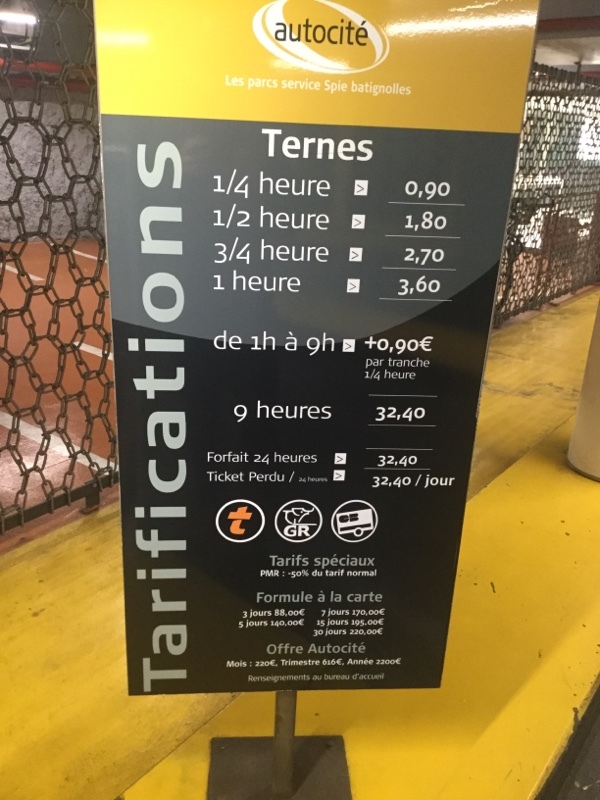 autocité
Les parcs service Spie batignolles
Tarifications
Ternes
1/4 heure > 0,90
1/2 heure > 1,80
3/4 heure > 2,70
1 heure > 3,60
de 1h à 9h > +0,90€
par tranche
1/4 heure
9 heures 32,40
Forfait 24 heures > 32,40
Ticket Perdu / 24 heures > 32,40 / jour
t GR CB
Tarifs spéciaux
PMR : -50% du tarif normal
Formule à la carte
3 jours 88,00€ 7 jours 170,00€
5 jours 140,00€ 15 jours 195,00€
30 jours 220,00€
Offre Autocité
Mois : 220€, Trimestre 616€, Année 2200€
Renseignements au bureau d'accueil